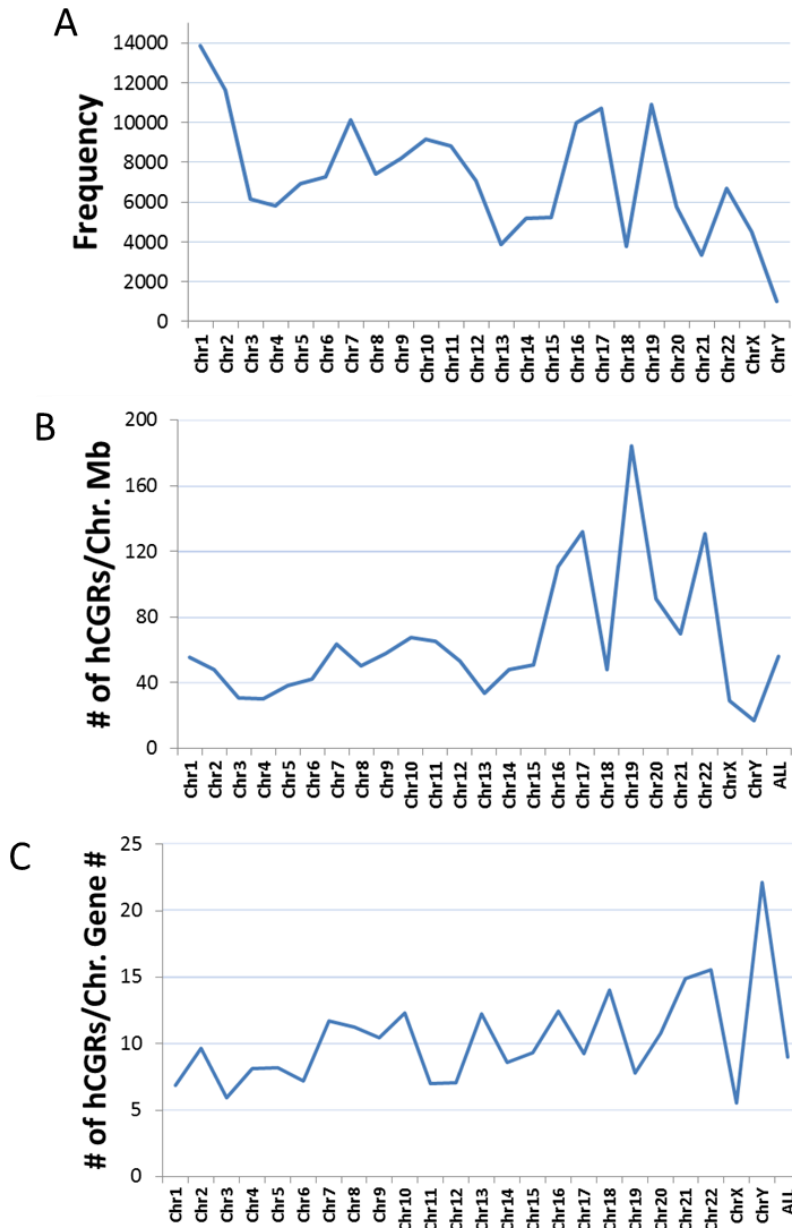 A
Frequency
14000
12000
10000
8000
6000
4000
2000
0
Chr1 Chr2 Chr3 Chr4 Chr5 Chr6 Chr7 Chr8 Chr9 Chr10 Chr11 Chr12 Chr13 Chr14 Chr15 Chr16 Chr17 Chr18 Chr19 Chr20 Chr21 Chr22 ChrX ChrY
B
# of hCGRs/Chr. Mb
200
160
120
80
40
0
Chr1 Chr2 Chr3 Chr4 Chr5 Chr6 Chr7 Chr8 Chr9 Chr10 Chr11 Chr12 Chr13 Chr14 Chr15 Chr16 Chr17 Chr18 Chr19 Chr20 Chr21 Chr22 ChrX ChrY ALL
C
# of hCGRs/Chr. Gene #
25
20
15
10
5
0
Chr1 Chr2 Chr3 Chr4 Chr5 Chr6 Chr7 Chr8 Chr9 Chr10 Chr11 Chr12 Chr13 Chr14 Chr15 Chr16 Chr17 Chr18 Chr19 Chr20 Chr21 Chr22 ChrX ChrY ALL